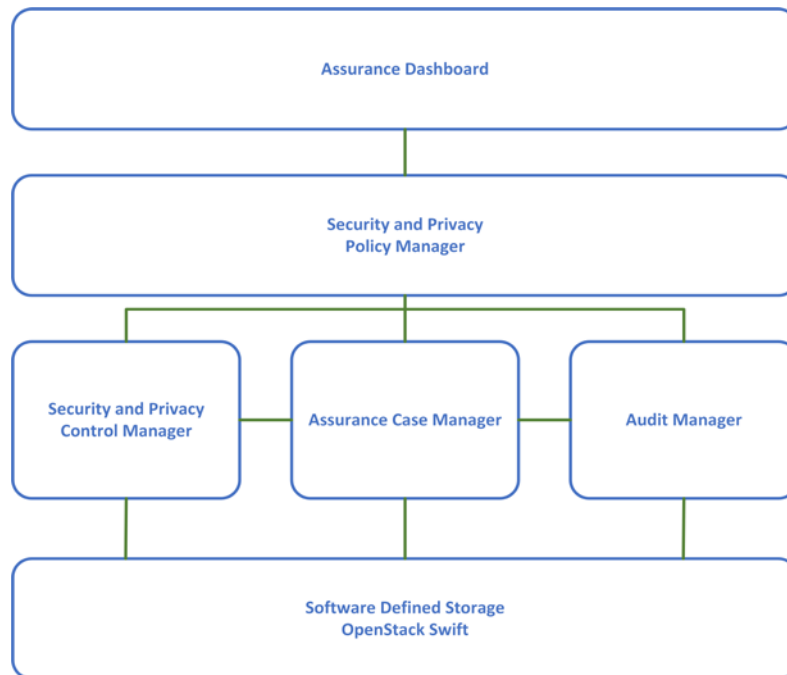 Assurance Dashboard
Security and Privacy
Policy Manager
Security and Privacy
Control Manager
Assurance Case Manager
Audit Manager
Software Defined Storage
OpenStack Swift